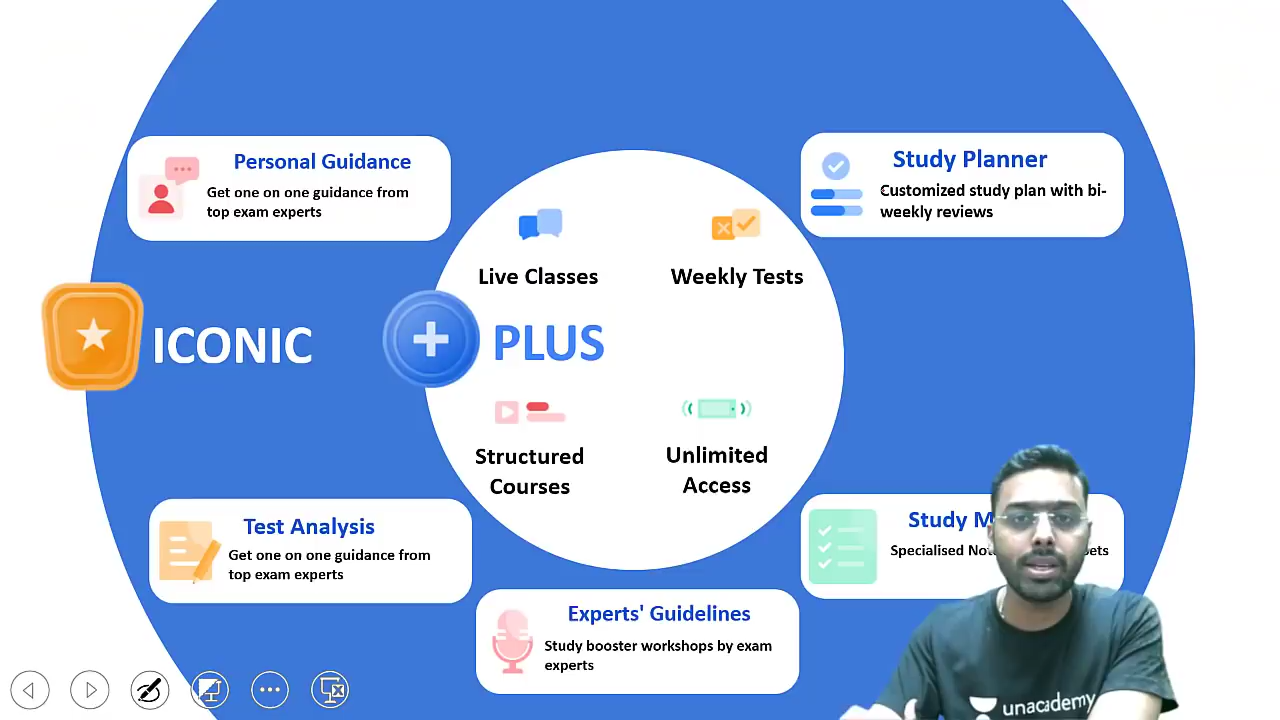 Personal Guidance
Get one on one guidance from
top exam experts
Study Planner
Customized study plan with bi-
weekly reviews
Live Classes
Weekly Tests
ICONIC
PLUS
Structured
Courses
Unlimited
Access
Test Analysis
Get one on one guidance from
top exam experts
Study
Specialised
Experts' Guidelines
Study booster workshops by exam
experts
unacademy